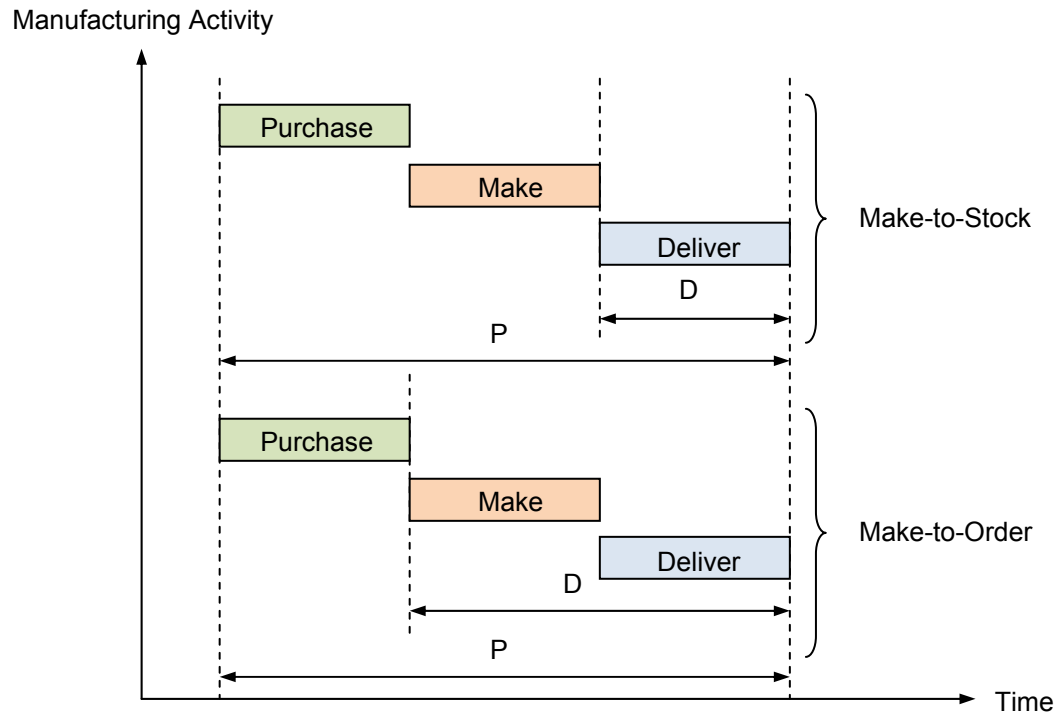 Manufacturing Activity
Purchase
Make
Make-to-Stock
Deliver
D
P
Purchase
Make
Make-to-Order
Deliver
D
P
Time